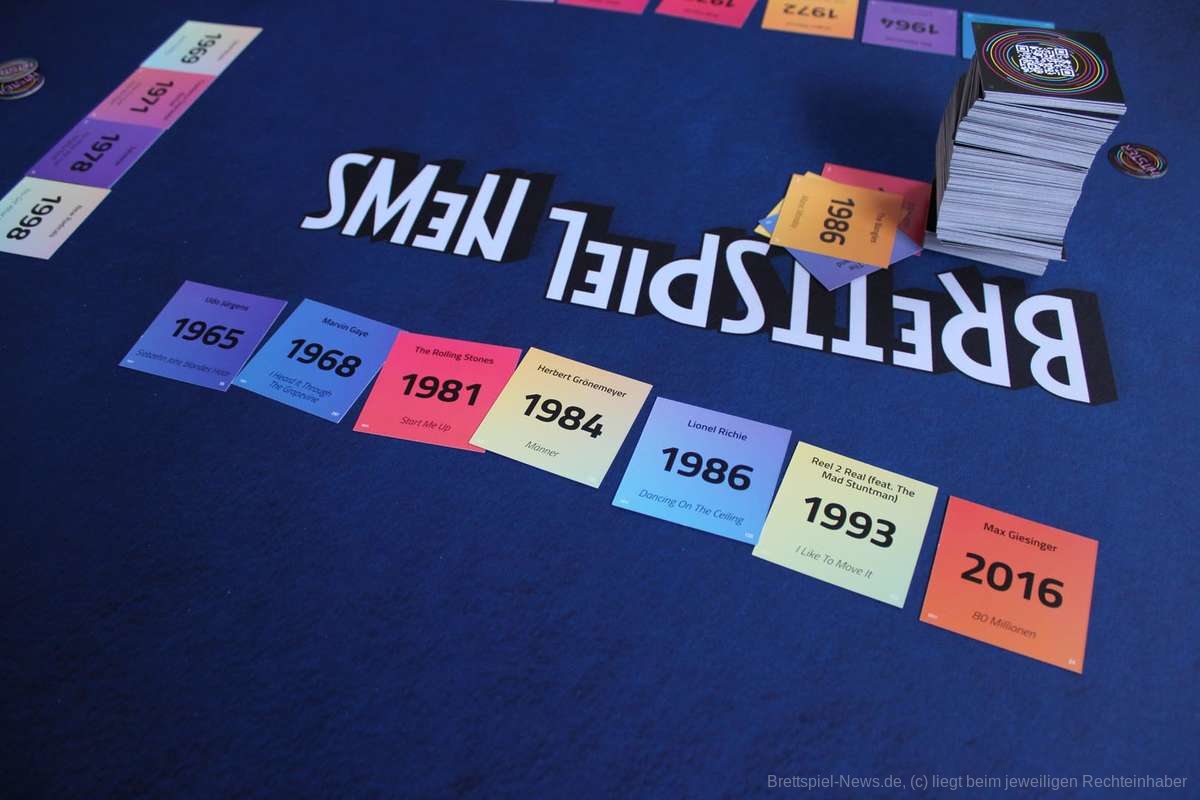 1972
1964
1969
1971
1978
1998
BRETTSPIEL NEWS
The Bangles
1986
Udo Jürgens
1965
Siebzehn Jahr, blondes Haar
Marvin Gaye
1968
I Heard It Through
The Grapevine
The Rolling Stones
1981
Start Me Up
Herbert Grönemeyer
1984
Männer
Lionel Richie
1986
Dancing On The Ceiling
Reel 2 Real (feat. The
Mad Stuntman)
1993
I Like To Move It
Max Giesinger
2016
80 Millionen
Brettspiel-News.de, (c) liegt beim jeweiligen Rechteinhaber